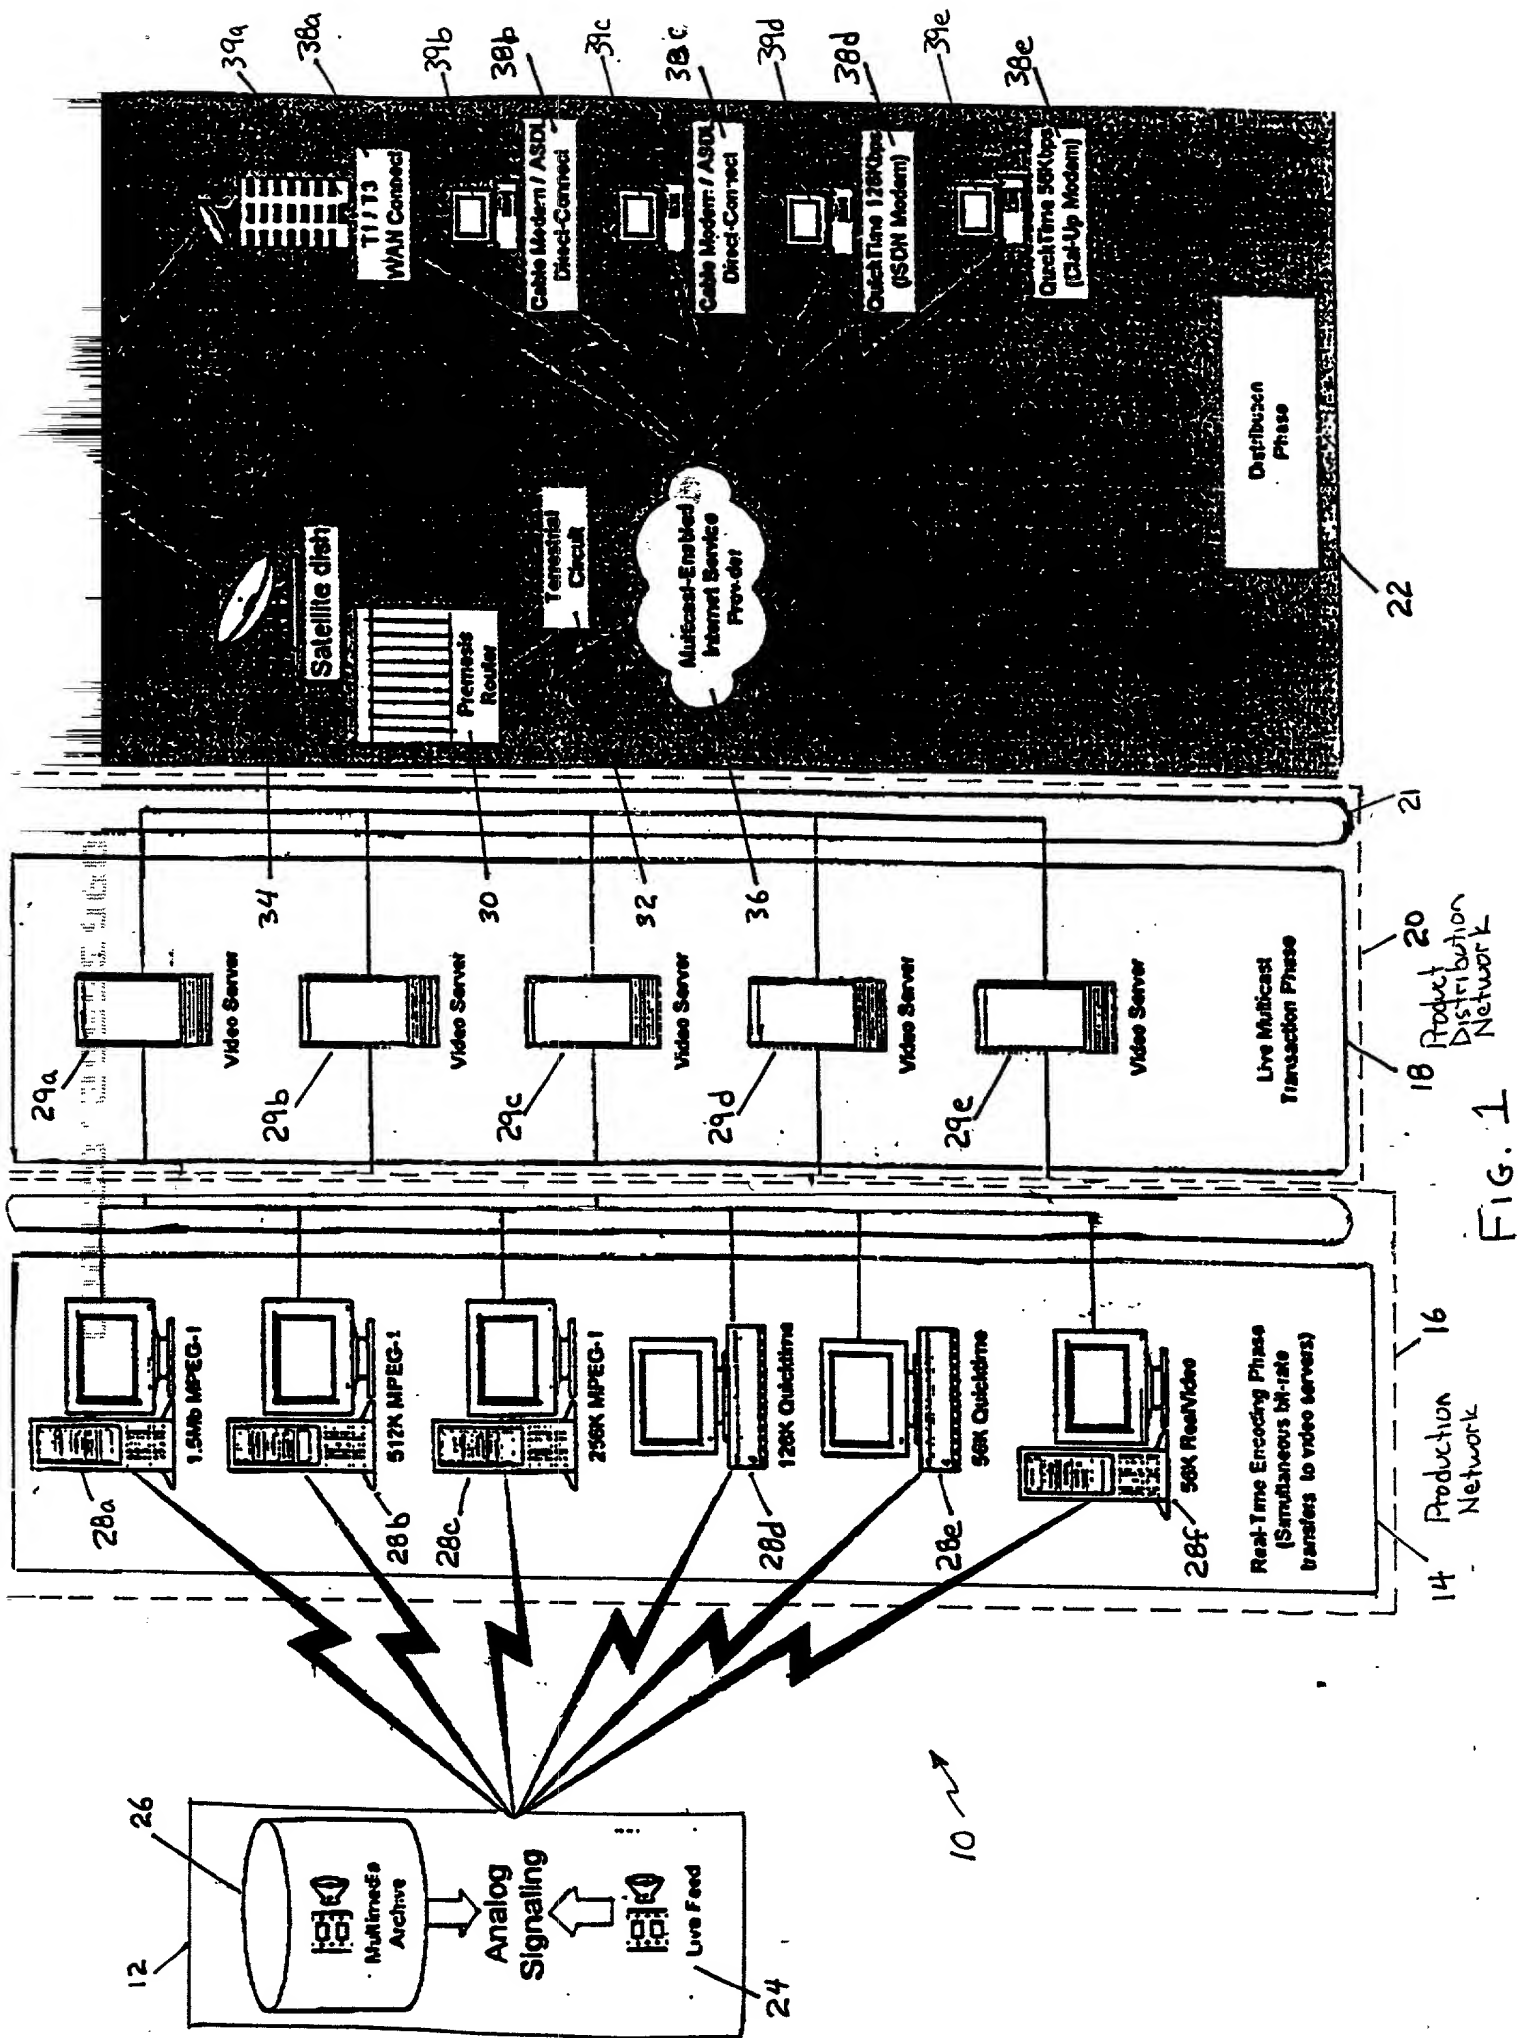 12
26
Multimedia
Archive
Analog
Signaling
Live Feed
24
10
28a
1.5Mb MPEG-1
28b
512K MPEG-1
28c
256K MPEG-1
28d
128K Quicktime
28e
56K Quicktime
28f
56K RealVideo
Real-Time Encoding Phase
(Simultaneous bit-rate
transfers to video servers)
14
16
Production
Network
29a
Video Server
29b
Video Server
29c
Video Server
29d
Video Server
29e
Video Server
Live Multicast
Transaction Phase
18
20
Product
Distribution
Network
21
34
30
32
36
Satellite dish
Premesis
Router
Terrestrial
Circuit
Multicast-Enabled
Internet Service
Provider
39a
38a
T1 / T3
WAN Connect
39b
38b
Cable Modem / ASDL
Direct-Connect
39c
38c
Cable Modem / ASDL
Direct-Connect
39d
38d
QuickTime 128Kbps
(ISDN Modem)
39e
38e
QuickTime 56Kbps
(Dial-Up Modem)
Distribution
Phase
22
FIG. 1